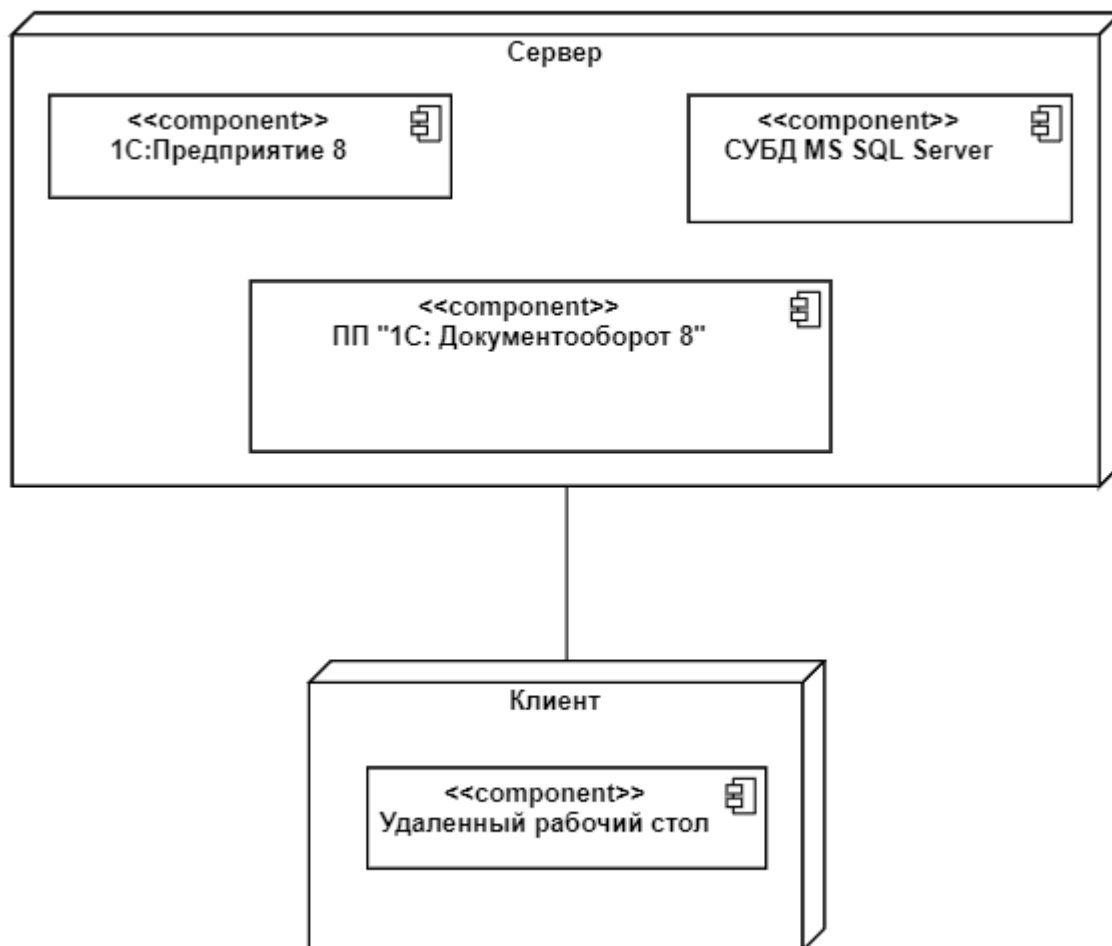 Сервер
<<component>>
1С:Предприятие 8
<<component>>
СУБД MS SQL Server
<<component>>
ПП "1С: Документооборот 8"
Клиент
<<component>>
Удаленный рабочий стол